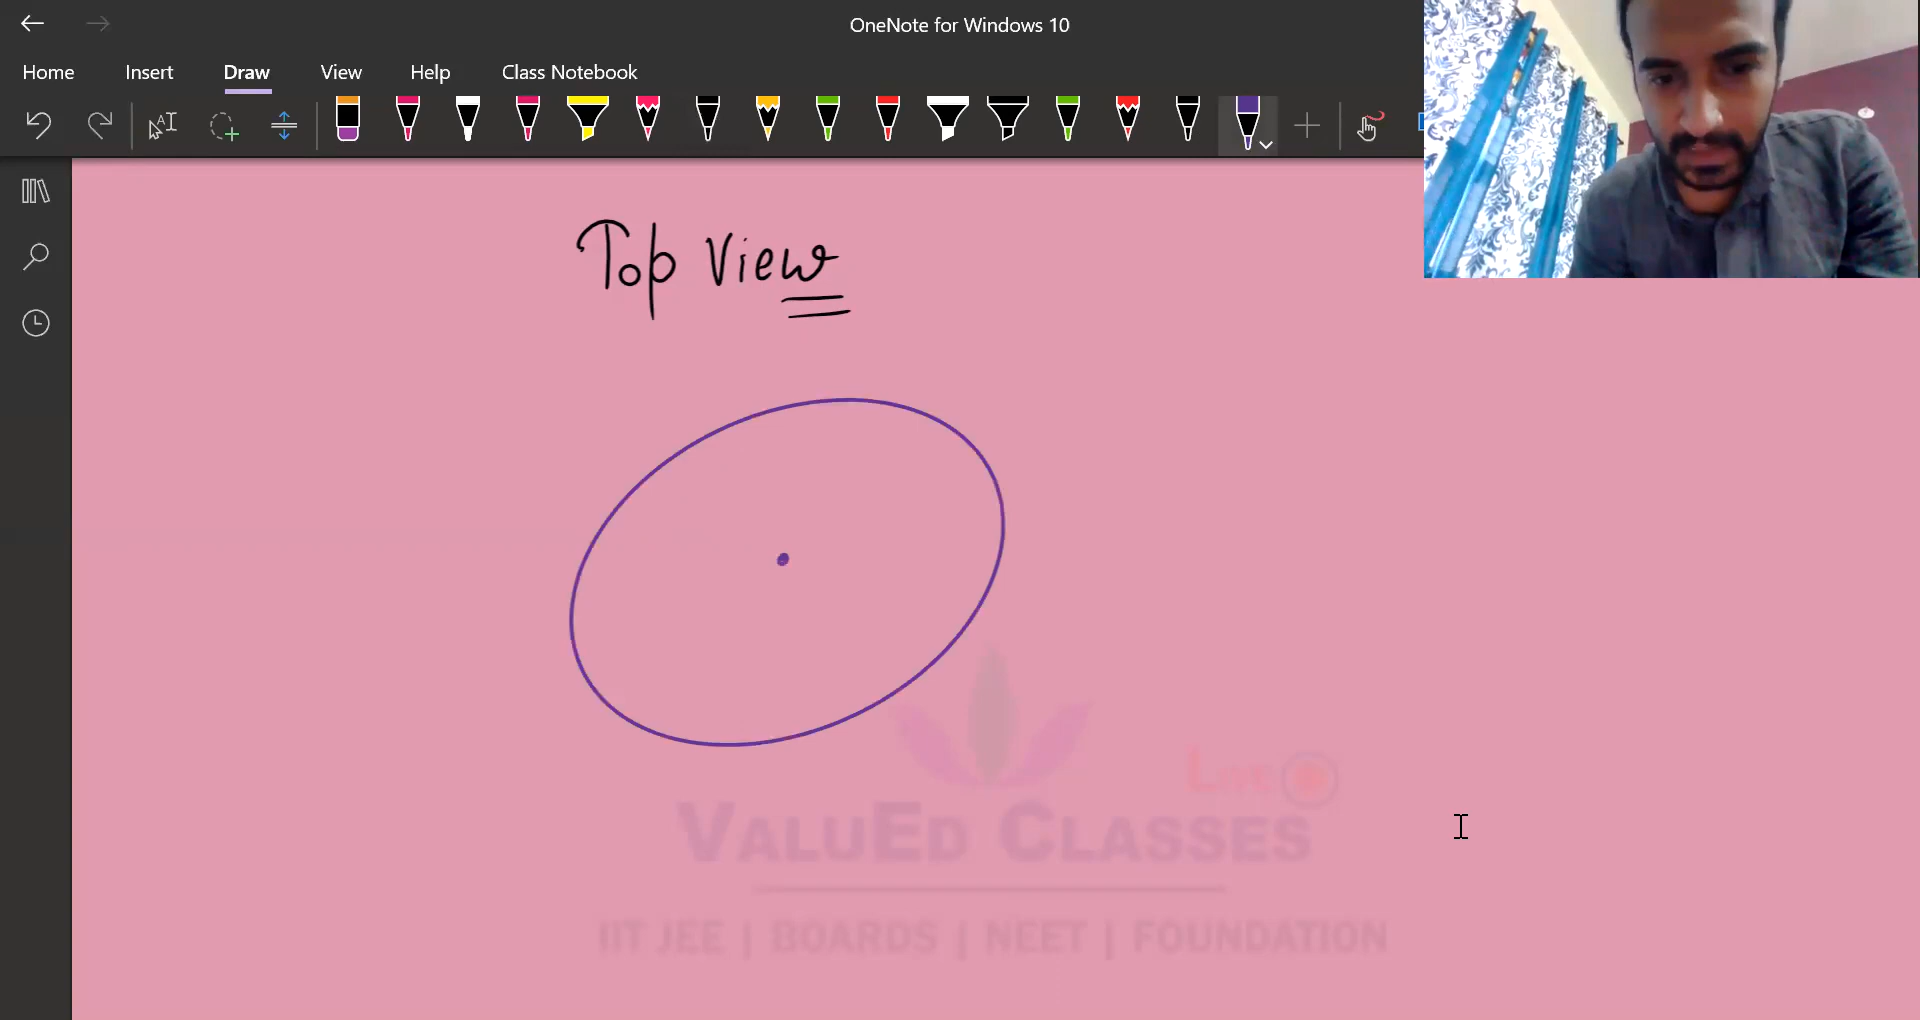 OneNote for Windows 10
Home Insert Draw View Help Class Notebook
Top View
Live
VALUED CLASSES
IIT JEE | BOARDS | NEET | FOUNDATION